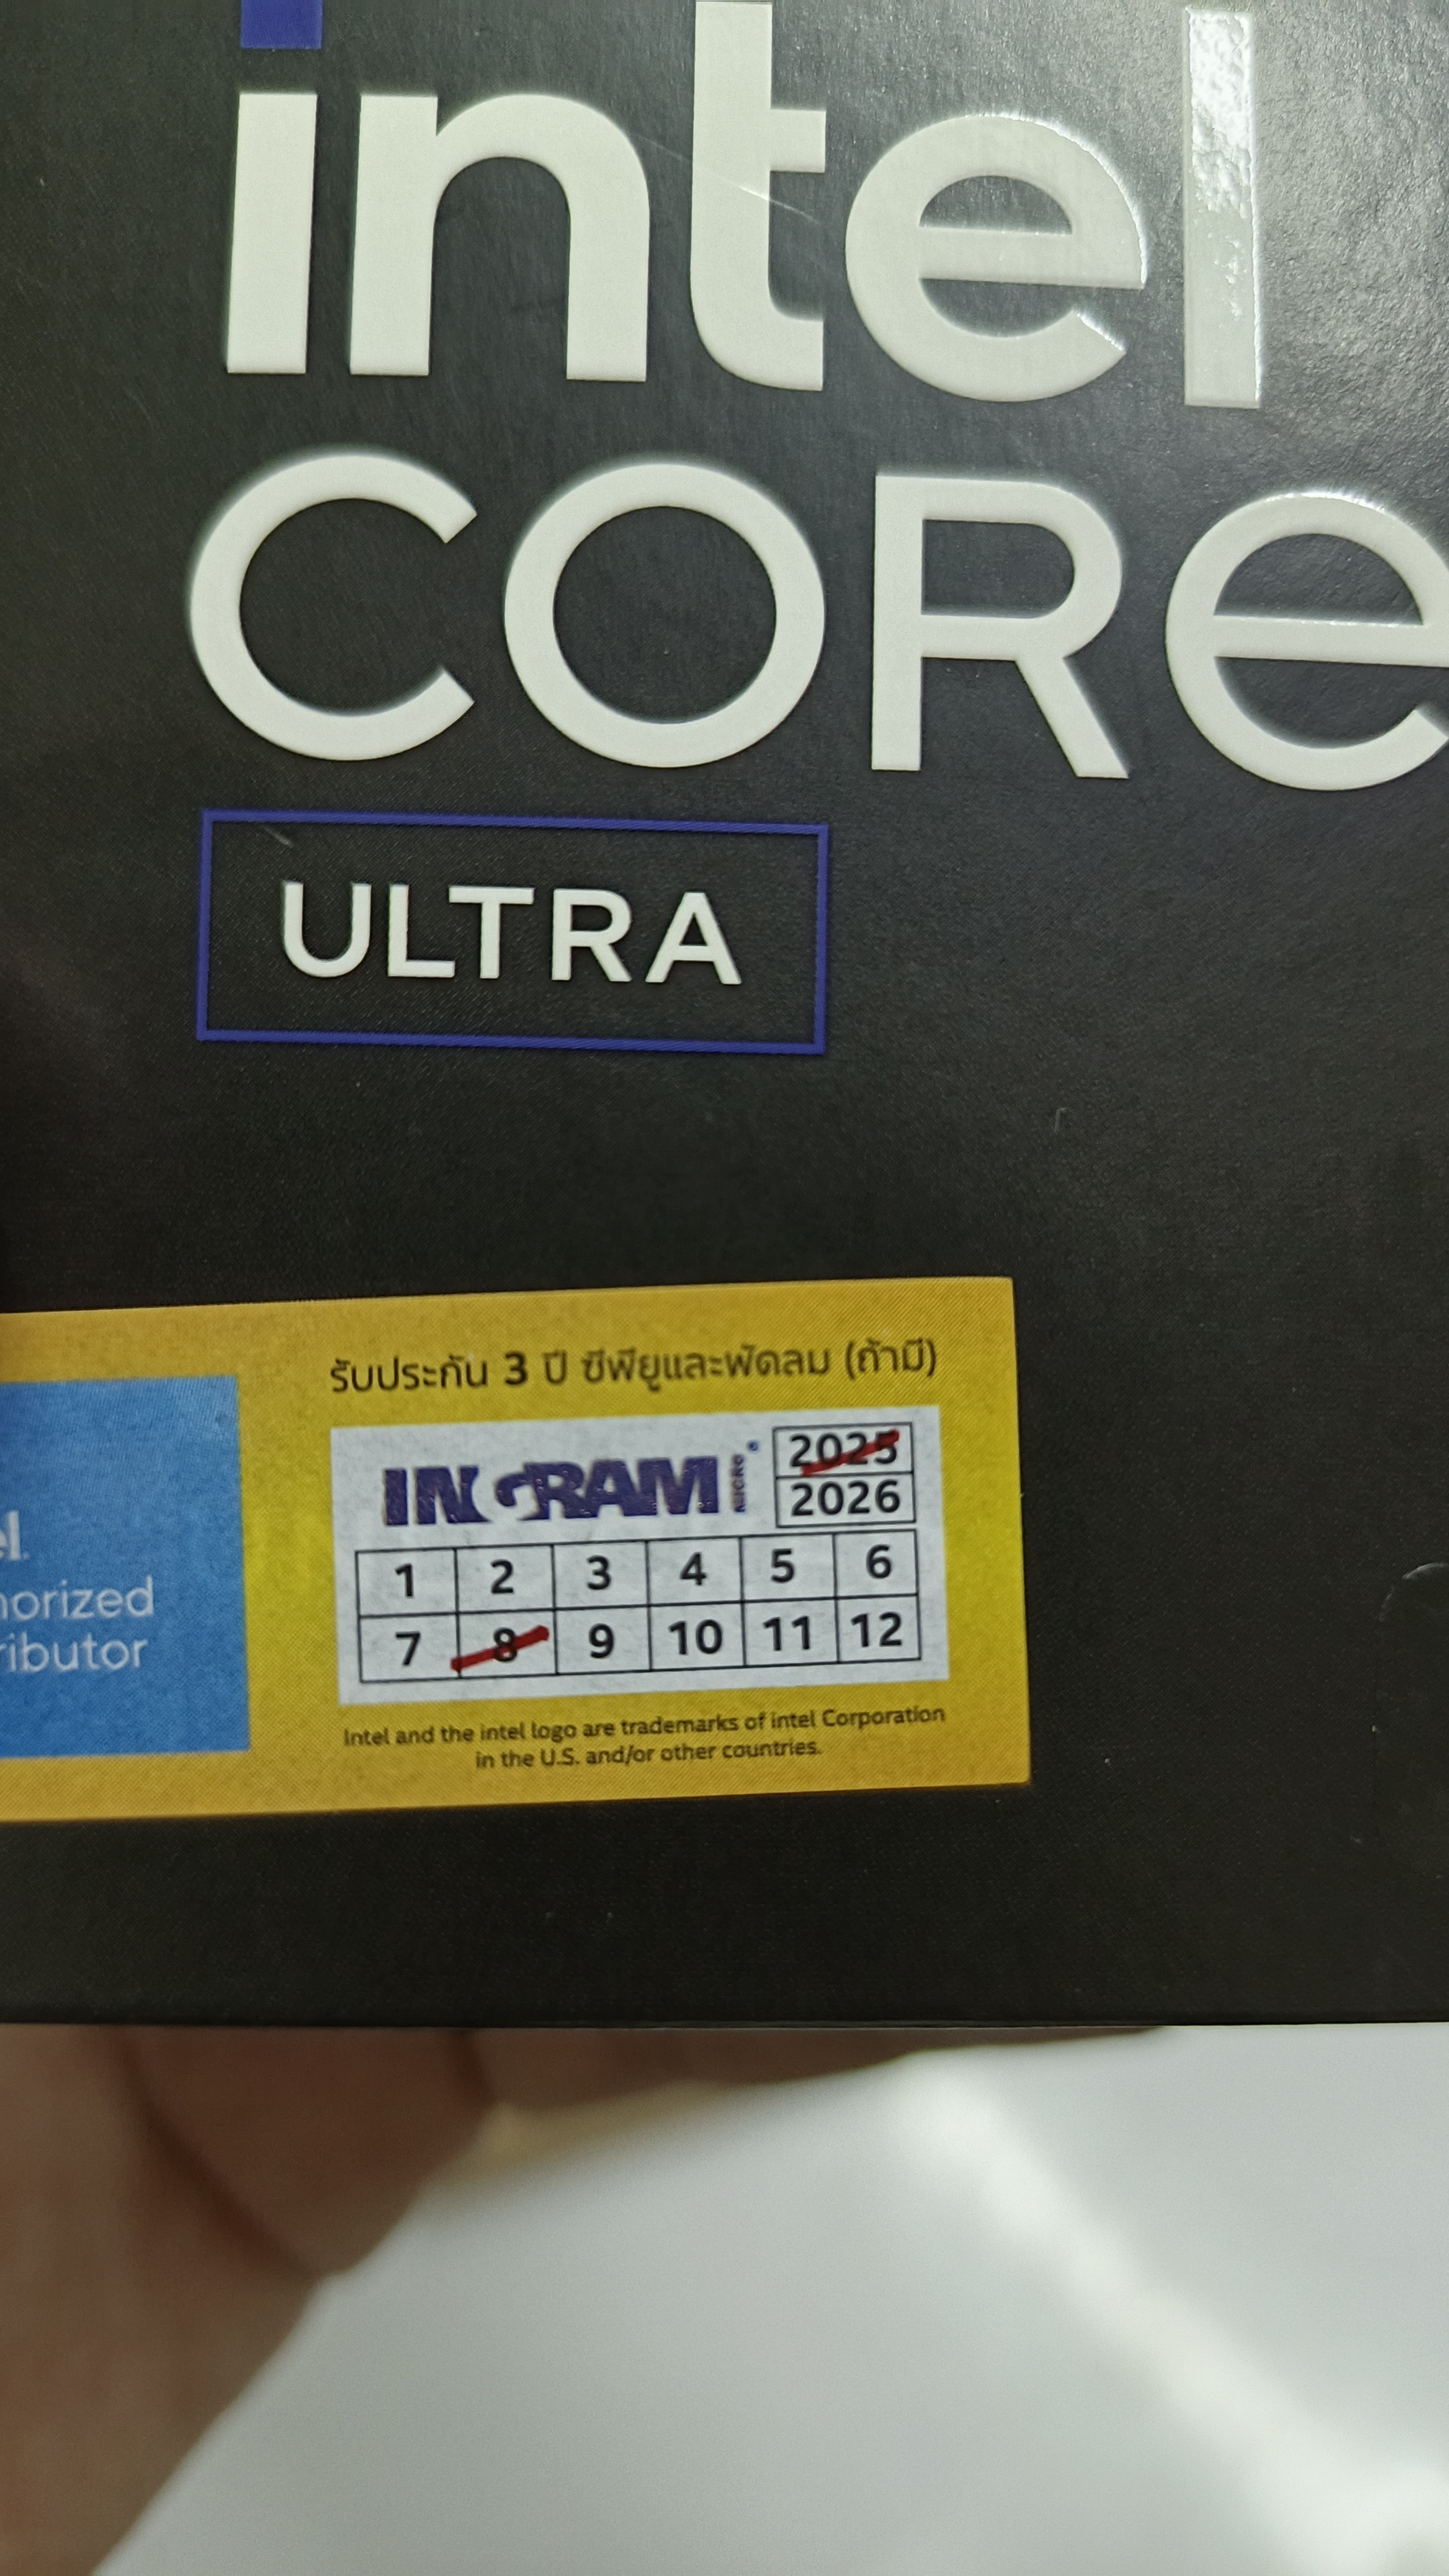 intel
CORE
ULTRA
รับประกัน 3 ปี ซีพียูและพัดลม (ถ้ามี)
INGRAM MICRO
2025
2026
1 2 3 4 5 6
7 8 9 10 11 12
el.
horized
ributor
Intel and the intel logo are trademarks of intel Corporation
in the U.S. and/or other countries.